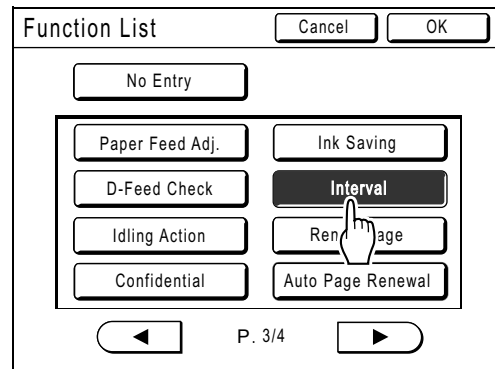 Function List Cancel OK
No Entry
Paper Feed Adj. Ink Saving
D-Feed Check Interval
Idling Action
Confidential Auto Page Renewal
P. 3/4